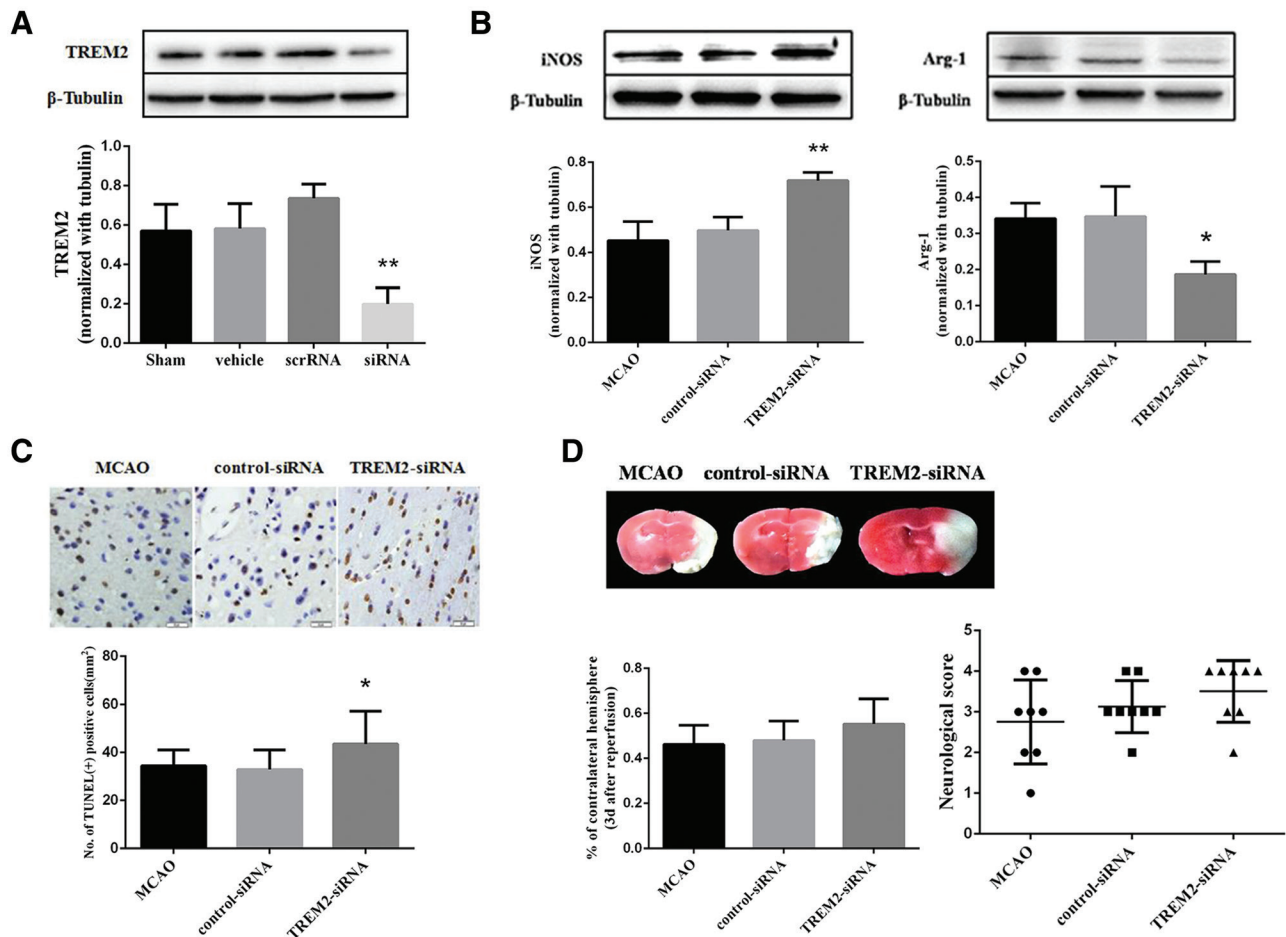 A
TREM2
β-Tubulin
TREM2
(normalized with tubulin)
1.0
0.8
0.6
0.4
0.2
0.0
**
Sham vehicle scrRNA siRNA
B
iNOS
β-Tubulin
iNOS
(normalized with tubulin)
0.8
0.6
0.4
0.2
0.0
**
MCAO
control-siRNA
TREM2-siRNA
Arg-1
β-Tubulin
Arg-1
(normalized with tubulin)
0.5
0.4
0.3
0.2
0.1
0.0
*
MCAO
control-siRNA
TREM2-siRNA
C
MCAO control-siRNA TREM2-siRNA
No. of TUNEL(+) positive cells(mm²)
80
60
40
20
0
*
MCAO
control-siRNA
TREM2-siRNA
D
MCAO control-siRNA TREM2-siRNA
% of contralateral hemisphere
(3d after reperfusion)
0.8
0.6
0.4
0.2
0.0
MCAO
control-siRNA
TREM2-siRNA
Neurological score
5
4
3
2
1
0
MCAO
control-siRNA
TREM2-siRNA